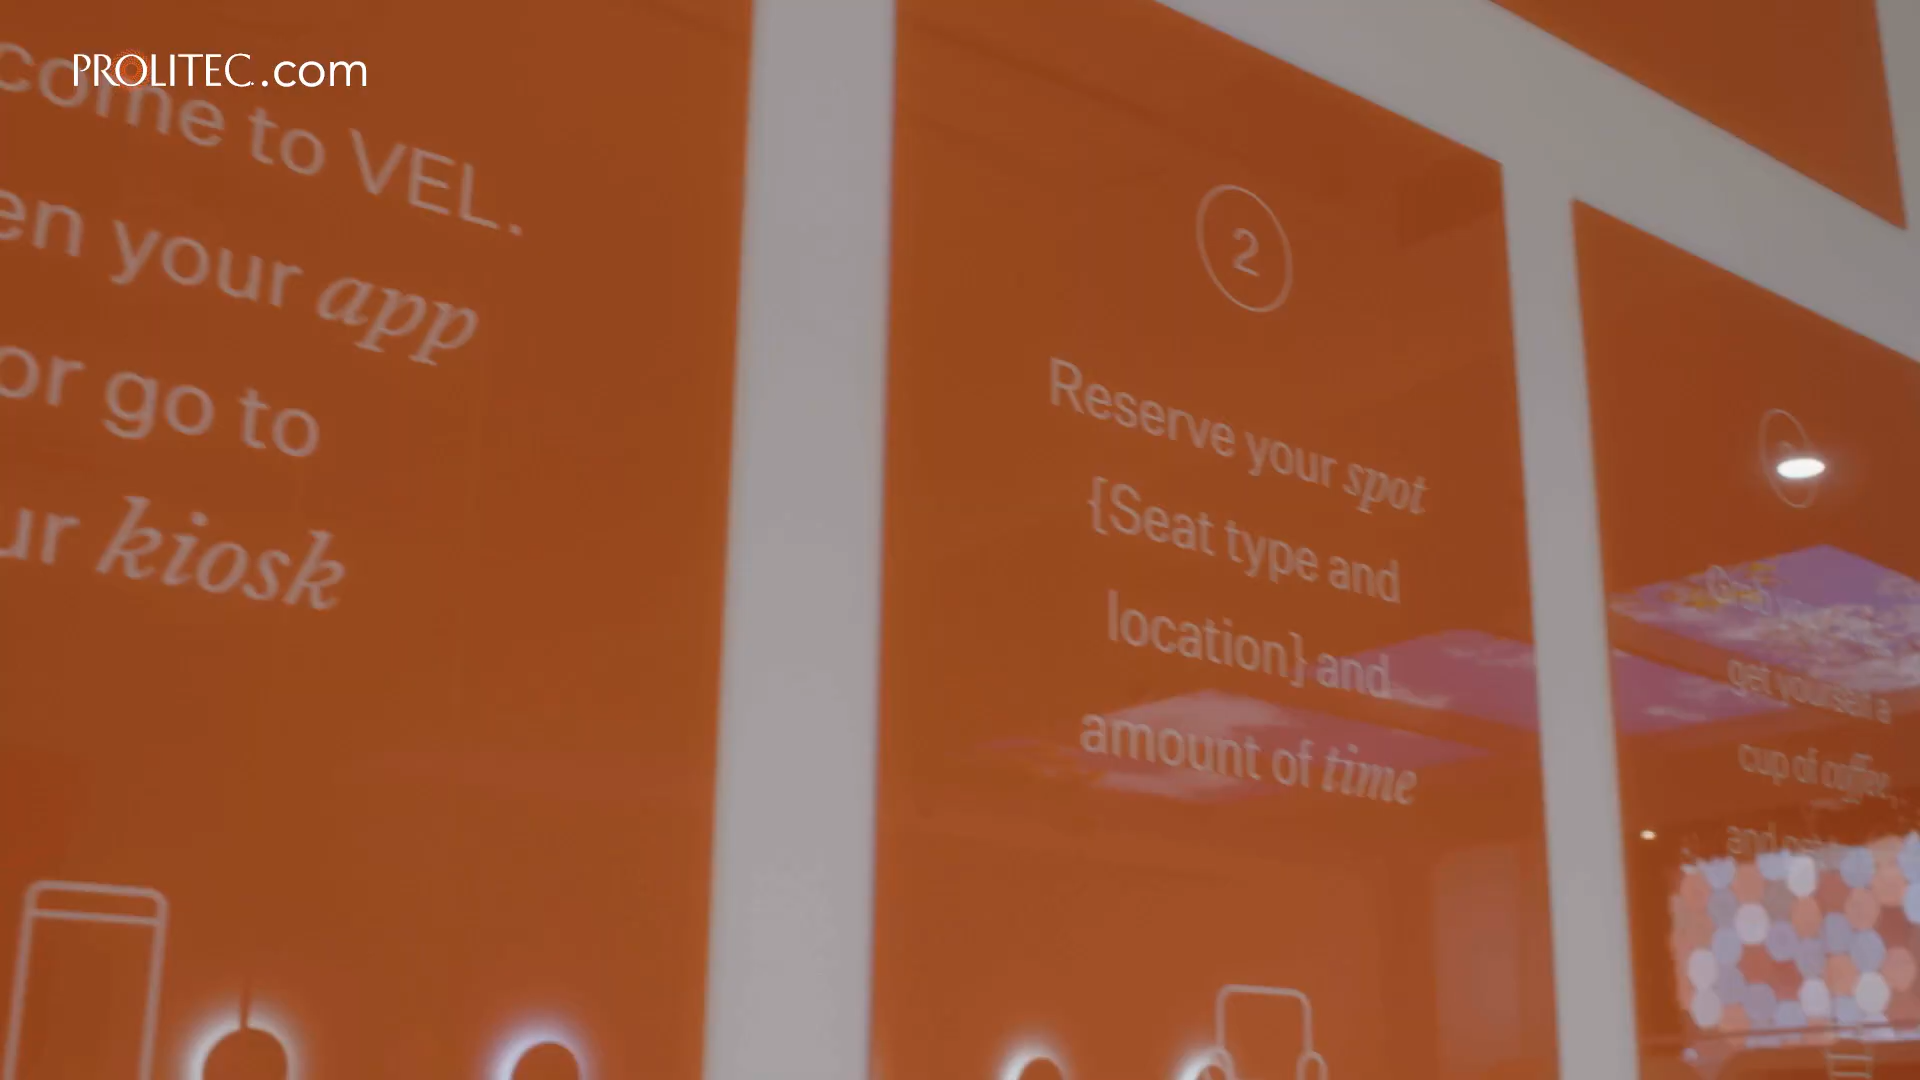 PROLITEC.com
come to VEL.
en your app
or go to
ur kiosk
2
Reserve your spot
{Seat type and
location} and
amount of time
get yourself a
cup of coffee,